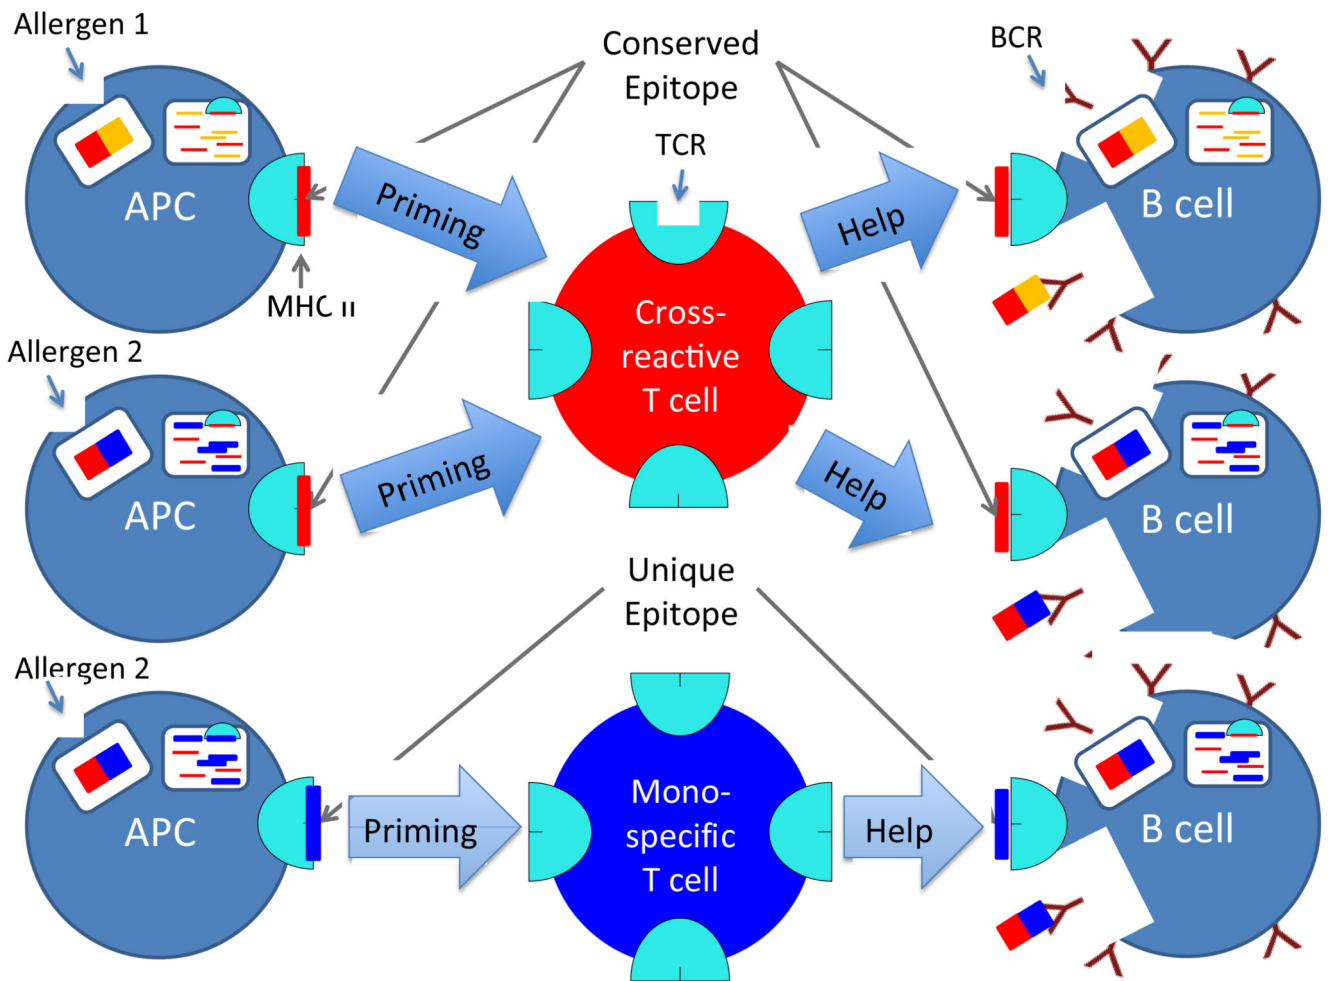 Allergen 1
Conserved
Epitope
BCR
TCR
APC
Priming
Help
B cell
MHC II
Cross-
reactive
T cell
Allergen 2
APC
Priming
Help
B cell
Unique
Epitope
Allergen 2
APC
Priming
Mono-
specific
T cell
Help
B cell